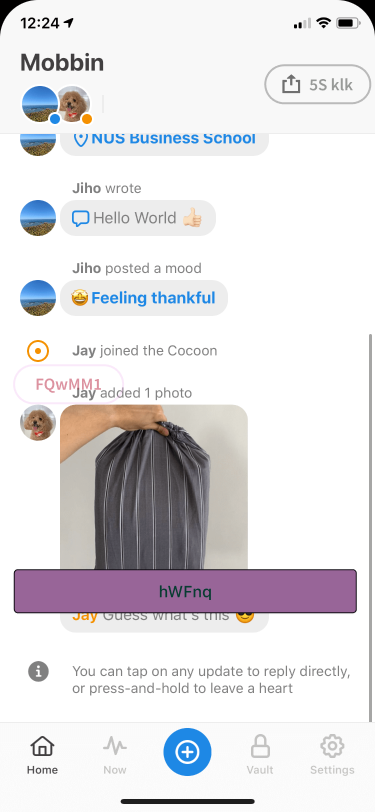 12:24
Mobbin
5S klk
NUS Business School
Jiho wrote
Hello World 👍🏻
Jiho posted a mood
🤩 Feeling thankful
Jay joined the Cocoon
FQwMM1
Jay added 1 photo
hWFnq
Jay Guess what's this 😎
You can tap on any update to reply directly,
or press-and-hold to leave a heart
Home
Now
Vault
Settings